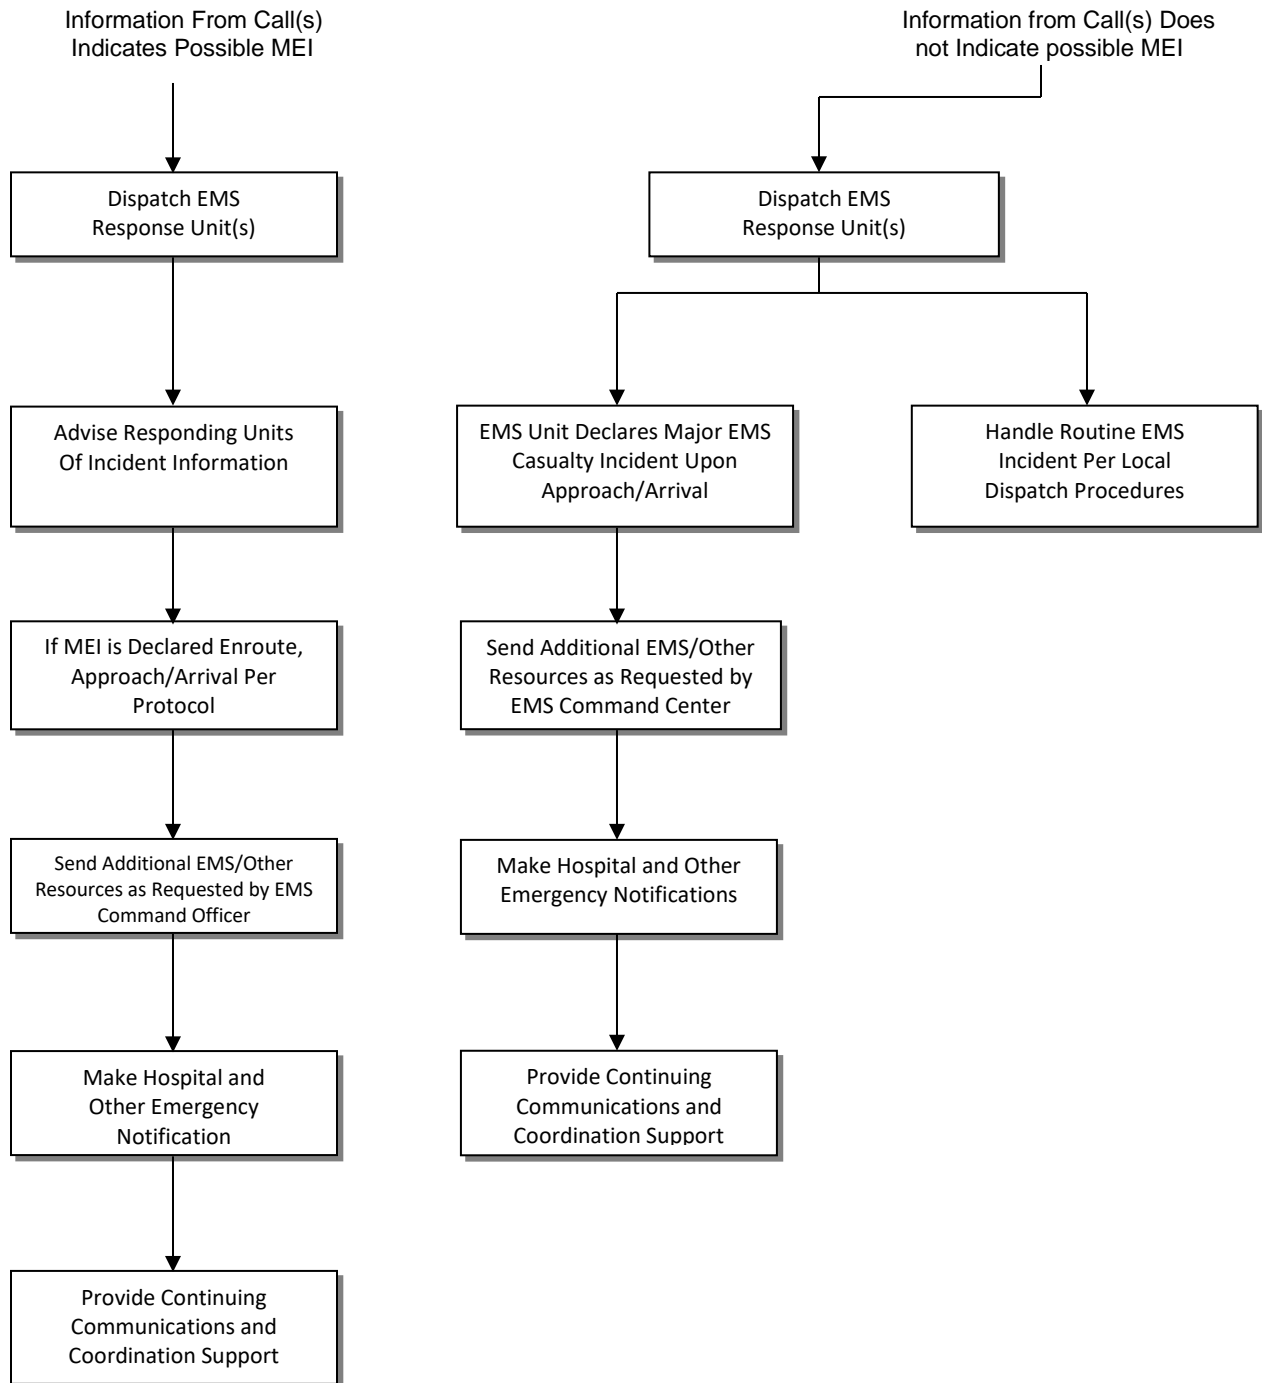 Information From Call(s)
Indicates Possible MEI
Information from Call(s) Does
not Indicate possible MEI
Dispatch EMS
Response Unit(s)
Dispatch EMS
Response Unit(s)
Advise Responding Units
Of Incident Information
EMS Unit Declares Major EMS
Casualty Incident Upon
Approach/Arrival
Handle Routine EMS
Incident Per Local
Dispatch Procedures
If MEI is Declared Enroute,
Approach/Arrival Per
Protocol
Send Additional EMS/Other
Resources as Requested by
EMS Command Center
Send Additional EMS/Other
Resources as Requested by EMS
Command Officer
Make Hospital and Other
Emergency Notifications
Make Hospital and
Other Emergency
Notification
Provide Continuing
Communications and
Coordination Support
Provide Continuing
Communications and
Coordination Support